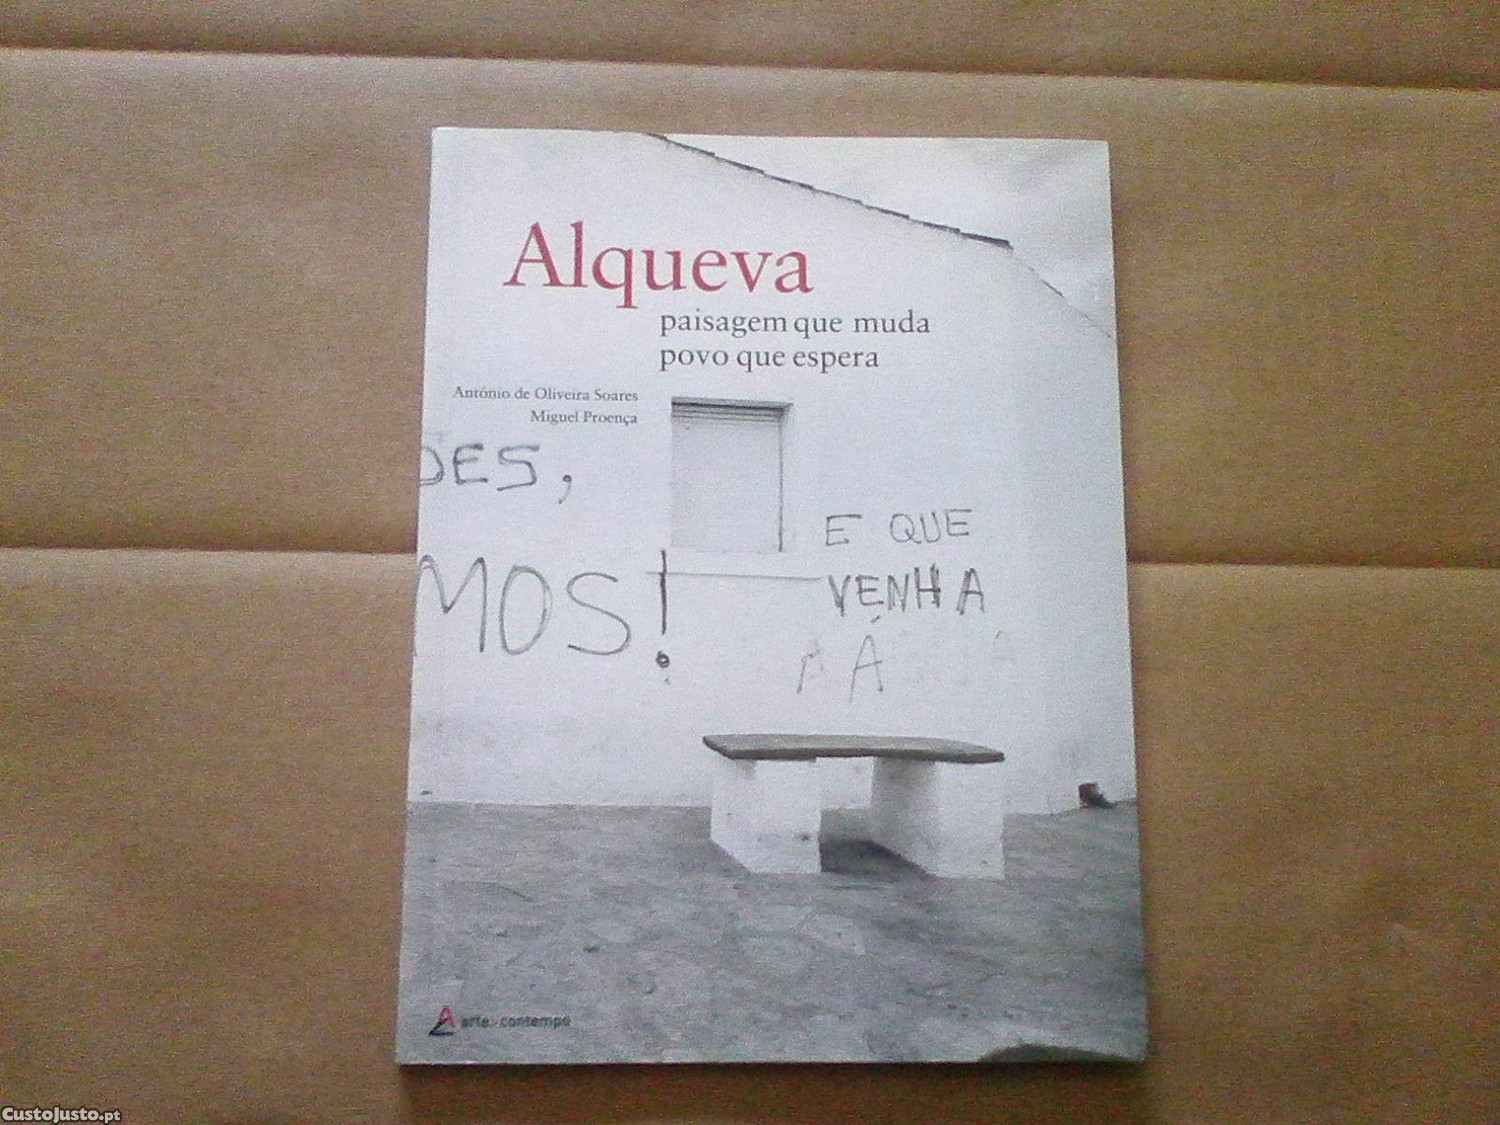 Alqueva
paisagem que muda
povo que espera
António de Oliveira Soares
Miguel Proença
DES,
MOS!
E QUE
VENHA
arte-contempo
CustoJusto.pt